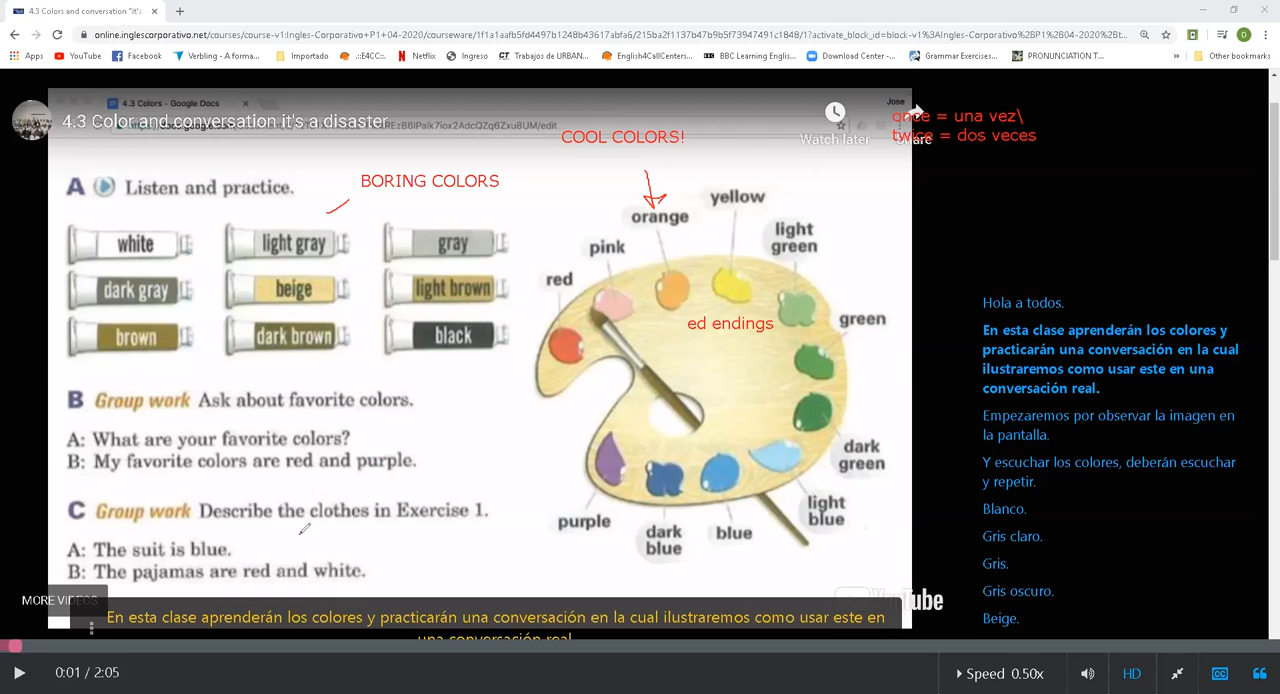 4.3 Colors and conversation "it'
online.inglescorporativo.net/courses/course-v1:Ingles-Corporativo+P1+04-2020/courseware/1f1a1aafb5fd4497b1248b43617abfa6/215ba2f1137b47b9b5f73947491c1848/1?activate_block_id=block-v1%3AIngles-Corporativo%2BP1%2B04-2020%2Bt...
Apps YouTube Facebook Verbling - A forma... Importado .::E4CC::. Netflix Ingreso CT Trabajos de URBAN... English4CallCenters... BBC Learning Englis... Download Center -... Grammar Exercises... PRONUNCIATION T... » Other bookmarks
4.3 Colors - Google Docs
Jose
4.3 Color and conversation it's a disaster
Watch later
Share
once = una vez\
twice = dos veces
COOL COLORS!
BORING COLORS
A Listen and practice.
white light gray gray
dark gray beige light brown
brown dark brown black
red
pink
orange
yellow
light
green
green
dark
green
light
blue
blue
dark
blue
purple
ed endings
B Group work Ask about favorite colors.
A: What are your favorite colors?
B: My favorite colors are red and purple.
C Group work Describe the clothes in Exercise 1.
A: The suit is blue.
B: The pajamas are red and white.
MORE VIDEOS
YouTube
En esta clase aprenderán los colores y practicarán una conversación en la cual ilustraremos como usar este en
una conversación real.
Hola a todos.
En esta clase aprenderán los colores y
practicarán una conversación en la cual
ilustraremos como usar este en una
conversación real.
Empezaremos por observar la imagen en
la pantalla.
Y escuchar los colores, deberán escuchar
y repetir.
Blanco.
Gris claro.
Gris.
Gris oscuro.
Beige.
0:01 / 2:05
Speed 0.50x
HD
CC